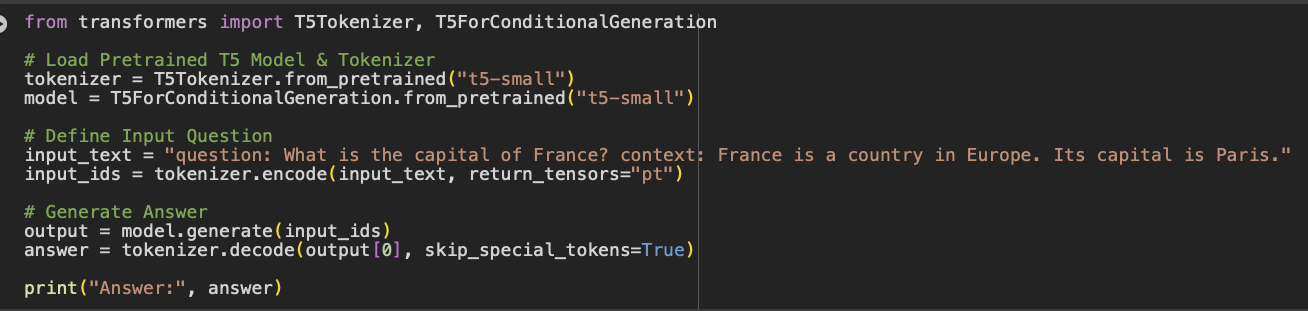 from transformers import T5Tokenizer, T5ForConditionalGeneration
# Load Pretrained T5 Model & Tokenizer
tokenizer = T5Tokenizer.from_pretrained("t5-small")
model = T5ForConditionalGeneration.from_pretrained("t5-small")
# Define Input Question
input_text = "question: What is the capital of France? context: France is a country in Europe. Its capital is Paris."
input_ids = tokenizer.encode(input_text, return_tensors="pt")
# Generate Answer
output = model.generate(input_ids)
answer = tokenizer.decode(output[0], skip_special_tokens=True)
print("Answer:", answer)